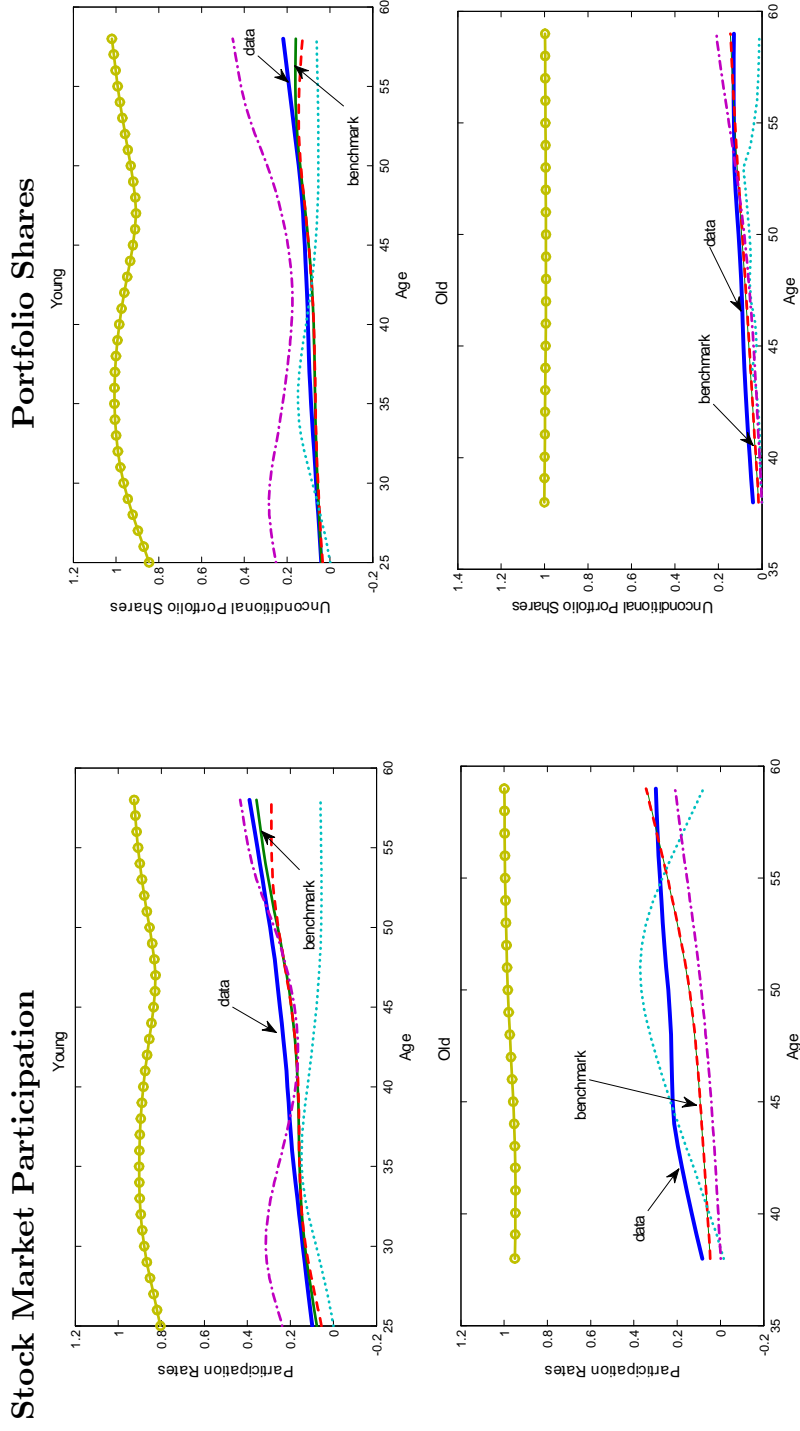 Stock Market Participation
Young
1.2
1
0.8
0.6
0.4
0.2
0
-0.2
25
30
35
40
45
50
55
60
Participation Rates
Age
data
benchmark
Old
1.2
1
0.8
0.6
0.4
0.2
0
-0.2
35
40
45
50
55
60
Participation Rates
data
benchmark
Age
Portfolio Shares
Young
1.2
1
0.8
0.6
0.4
0.2
0
-0.2
25
30
35
40
45
50
55
60
Unconditional Portfolio Shares
Age
data
benchmark
Old
1.4
1.2
1
0.8
0.6
0.4
0.2
0
35
40
45
50
55
60
Unconditional Portfolio Shares
benchmark
data
Age